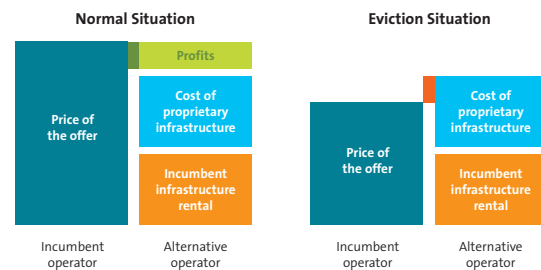 Normal Situation
Price of
the offer
Profits
Cost of
proprietary
infrastructure
Incumbent
infrastructure
rental
Incumbent
operator
Alternative
operator
Eviction Situation
Price of
the offer
Cost of
proprietary
infrastructure
Incumbent
infrastructure
rental
Incumbent
operator
Alternative
operator